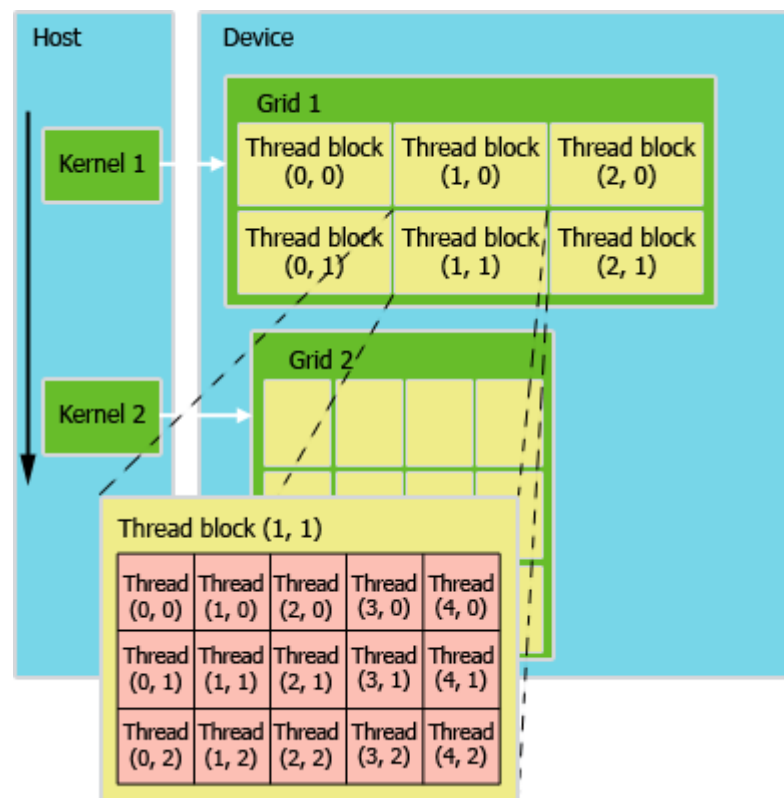 Host
Device
Grid 1
Kernel 1
Thread block
(0, 0)
Thread block
(1, 0)
Thread block
(2, 0)
Thread block
(0, 1)
Thread block
(1, 1)
Thread block
(2, 1)
Grid 2
Kernel 2
Thread block (1, 1)
Thread
(0, 0)
Thread
(1, 0)
Thread
(2, 0)
Thread
(3, 0)
Thread
(4, 0)
Thread
(0, 1)
Thread
(1, 1)
Thread
(2, 1)
Thread
(3, 1)
Thread
(4, 1)
Thread
(0, 2)
Thread
(1, 2)
Thread
(2, 2)
Thread
(3, 2)
Thread
(4, 2)